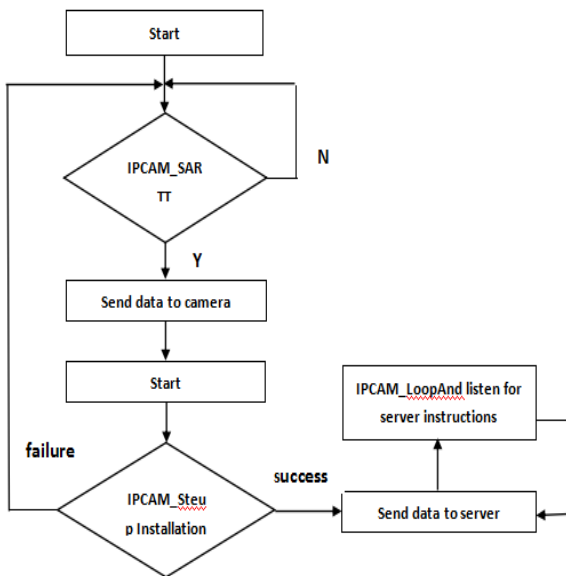 Start
IPCAM_SAR
TT
N
Y
Send data to camera
Start
IPCAM_LoopAnd listen for
server instructions
failure
success
IPCAM_Steu
p Installation
Send data to server